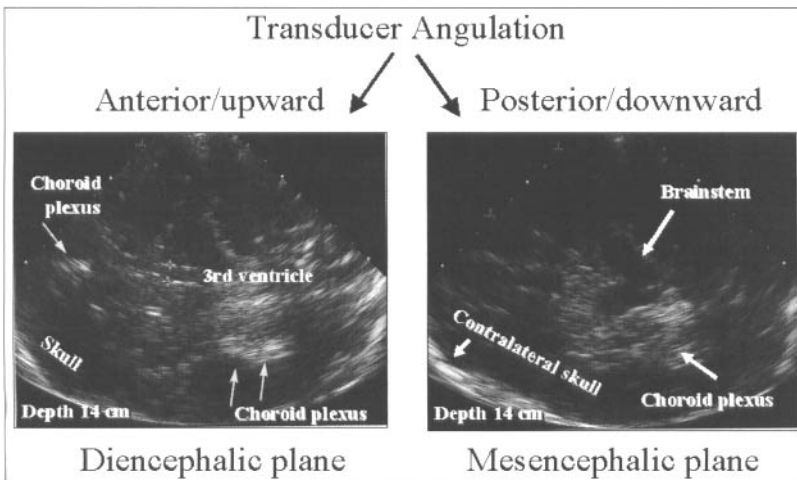 Transducer Angulation
Anterior/upward
Posterior/downward
Choroid
plexus
3rd ventricle
Skull
Depth 14 cm
Choroid plexus
Brainstem
Contralateral skull
Depth 14 cm
Choroid plexus
Diencephalic plane
Mesencephalic plane